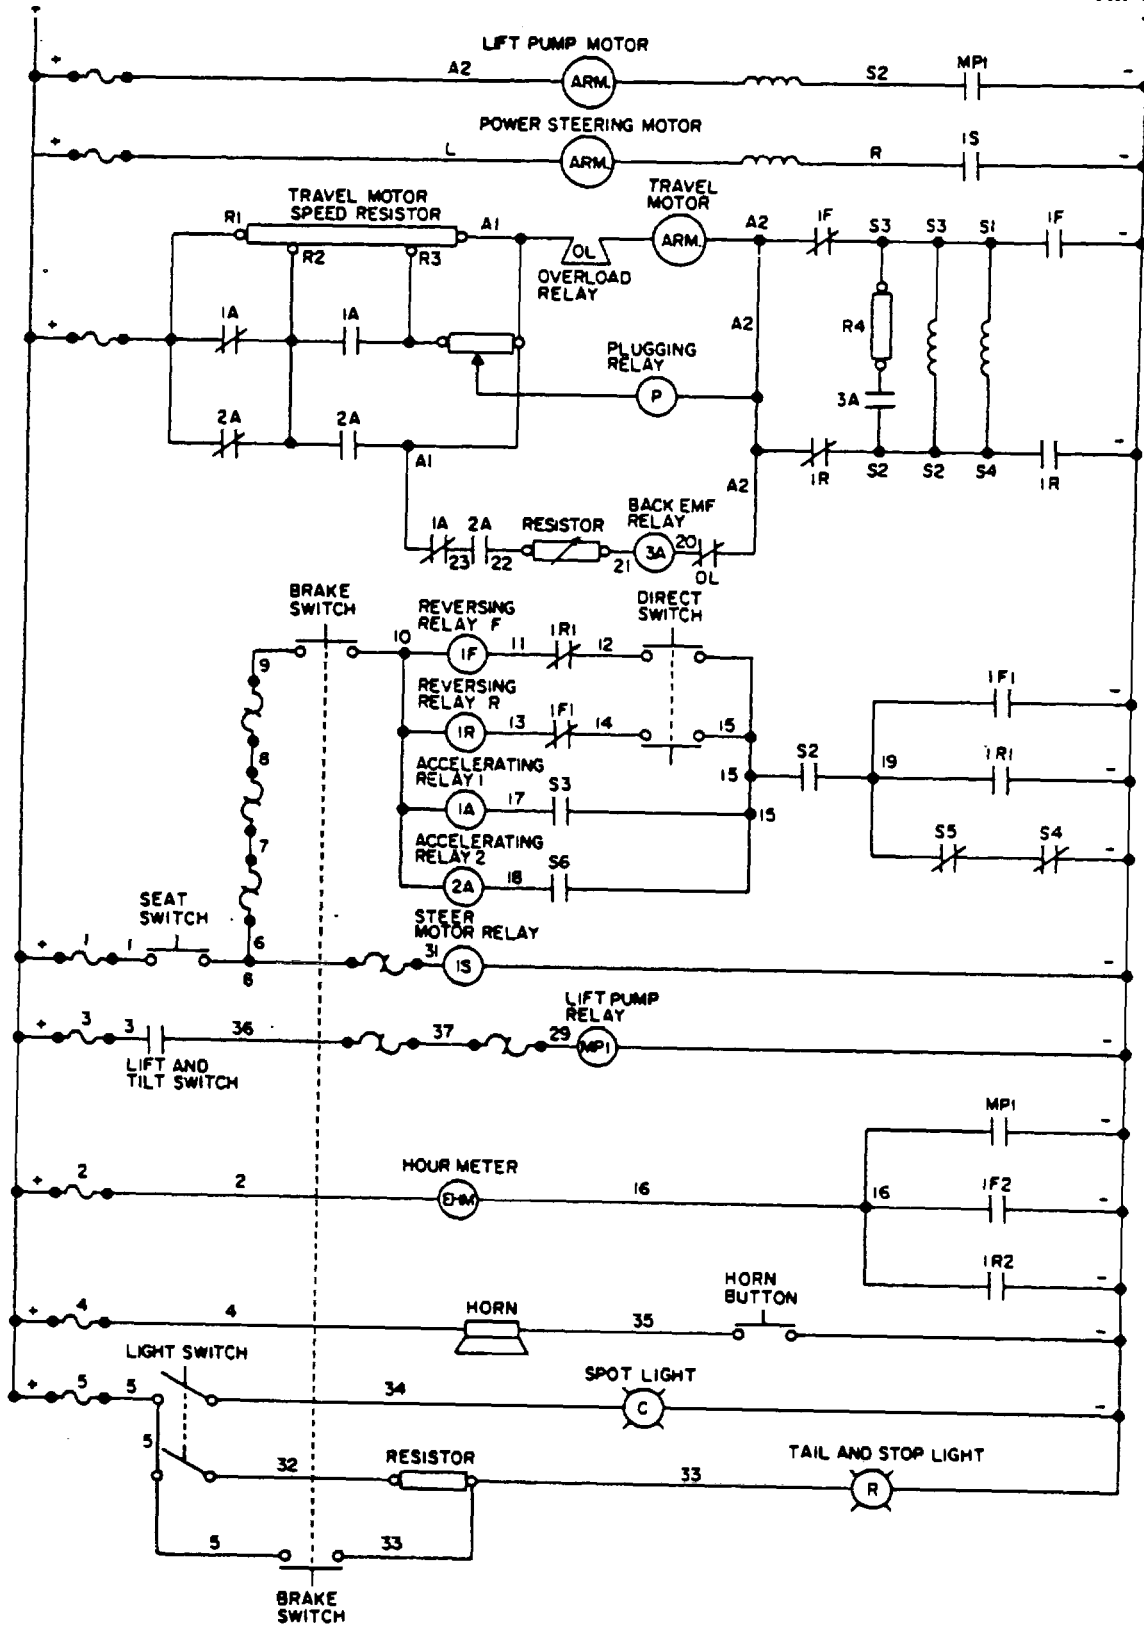 LIFT PUMP MOTOR
+ A2 ARM. S2 MP1 -
POWER STEERING MOTOR
+ L ARM. R 1S -
TRAVEL MOTOR
SPEED RESISTOR
TRAVEL
MOTOR
R1 A1 ARM. A2 1F S3 S3 S1 1F -
R2 R3 OL
OVERLOAD
RELAY
+ 1A 1A A2 R4
PLUGGING
RELAY
P 3A
2A 2A
A1 1R S2 S2 S4 1R -
A2
BACK EMF
RELAY
1A 2A RESISTOR 3A 20
23 22 21 OL
BRAKE
SWITCH
DIRECT
SWITCH
REVERSING
RELAY F
10 1F 11 1R1 12
9
REVERSING
RELAY R
1R 13 1F1 14 15
1F1 -
8
ACCELERATING
RELAY 1
1A 17 S3 15 S2 19 1R1 -
15
7
ACCELERATING
RELAY 2
2A 18 S6 S5 S4 -
SEAT
SWITCH
STEER
MOTOR RELAY
+ 1 1 6 31 1S -
6
LIFT PUMP
RELAY
+ 3 3 36 37 29 MP1 -
LIFT AND
TILT SWITCH
MP1 -
HOUR METER
+ 2 2 EHM 16 16 1F2 -
1R2 -
HORN
BUTTON
+ 4 4 HORN 35 -
LIGHT SWITCH
SPOT LIGHT
+ 5 5 34 C -
TAIL AND STOP LIGHT
5 32 RESISTOR 33 R
5 33
BRAKE
SWITCH